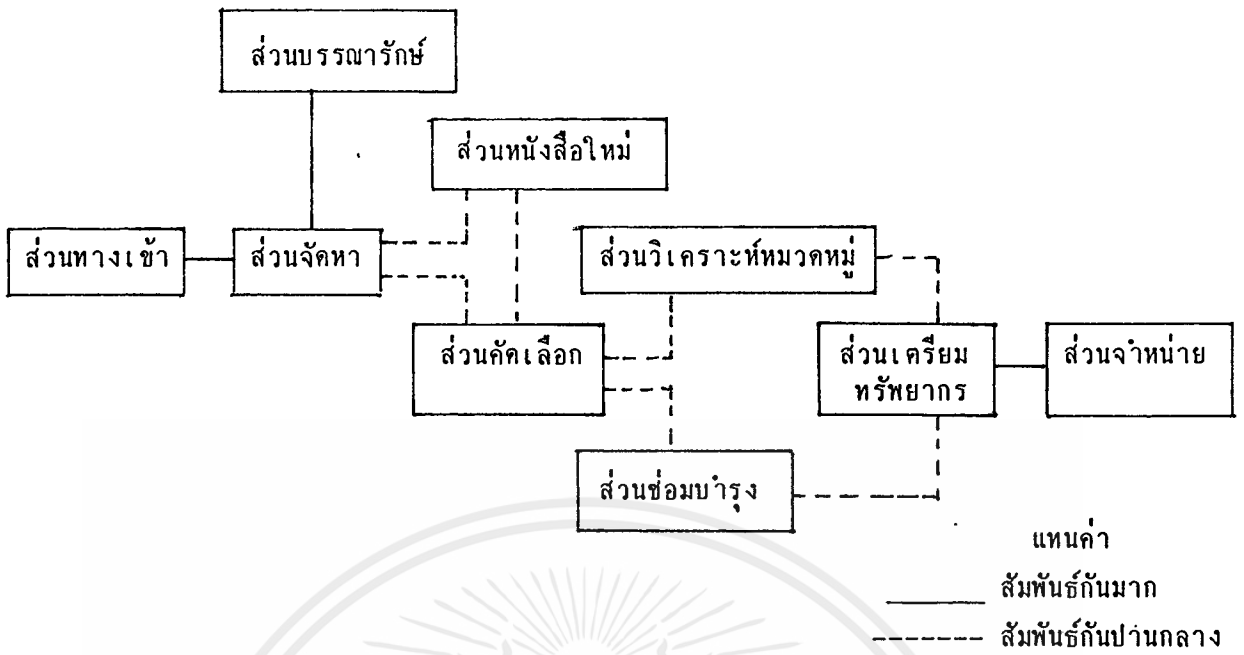 ส่วนบรรณารักษ์
ส่วนหนังสือใหม่
ส่วนทางเข้า
ส่วนจัดหา
ส่วนวิเคราะห์หมวดหมู่
ส่วนคัดเลือก
ส่วนเตรียม
ทรัพยากร
ส่วนจำหน่าย
ส่วนซ่อมบำรุง
แทนค่า
สัมพันธ์กันมาก
สัมพันธ์กันปานกลาง